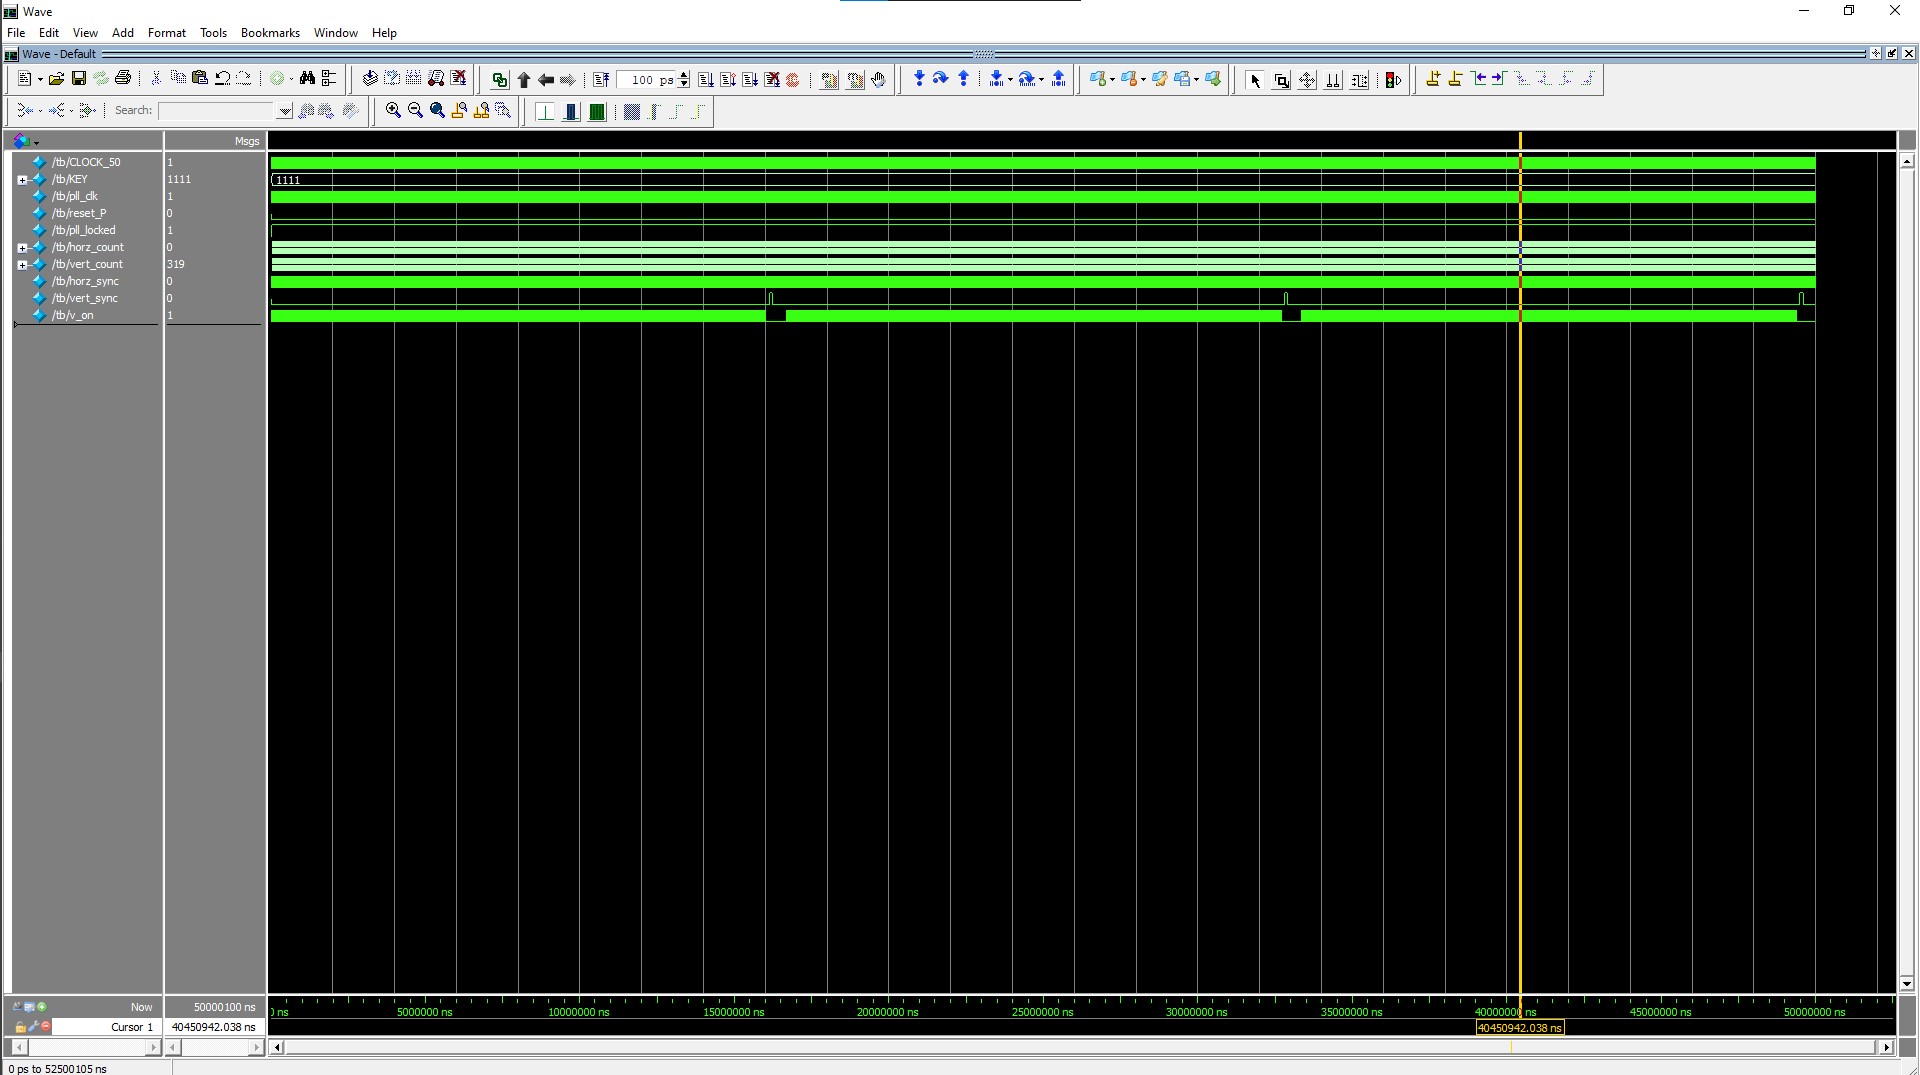 Wave
File Edit View Add Format Tools Bookmarks Window Help
Wave - Default
100 ps
Search:
Msgs
/tb/CLOCK_50 1
/tb/KEY 1111 1111
/tb/pll_clk 1
/tb/reset_P 0
/tb/pll_locked 1
/tb/horz_count 0
/tb/vert_count 319
/tb/horz_sync 0
/tb/vert_sync 0
/tb/v_on 1
Now 50000100 ns
ns 5000000 ns 10000000 ns 15000000 ns 20000000 ns 25000000 ns 30000000 ns 35000000 ns 40000000 ns 45000000 ns 50000000 ns
Cursor 1 40450942.038 ns 40450942.038 ns
0 ps to 52500105 ns